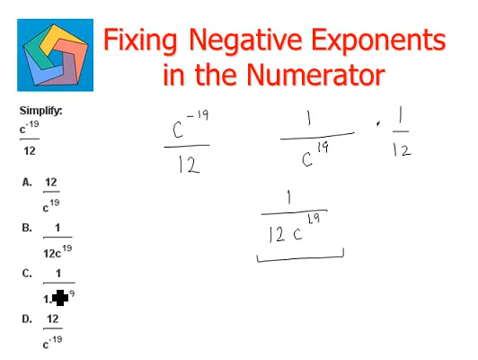 Fixing Negative Exponents
in the Numerator
Simplify:
c⁻¹⁹
12
c⁻¹⁹
12
1
c¹⁹
·
1
12
1
12 c¹⁹
A. 12
c¹⁹
B. 1
12c¹⁹
C. 1
D. 12
c⁻¹⁹